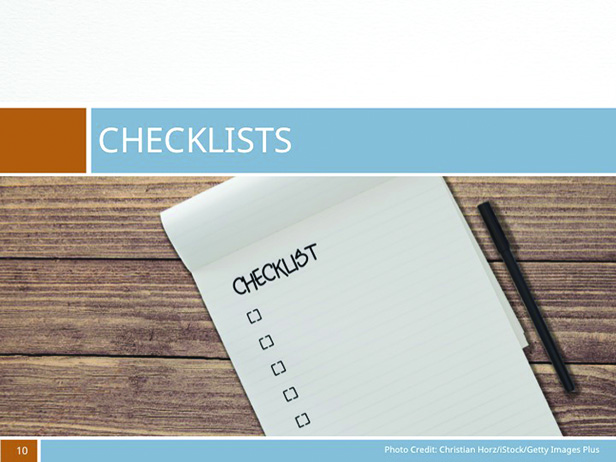 CHECKLISTS
CHECKLIST
10
Photo Credit: Christian Horz/iStock/Getty Images Plus